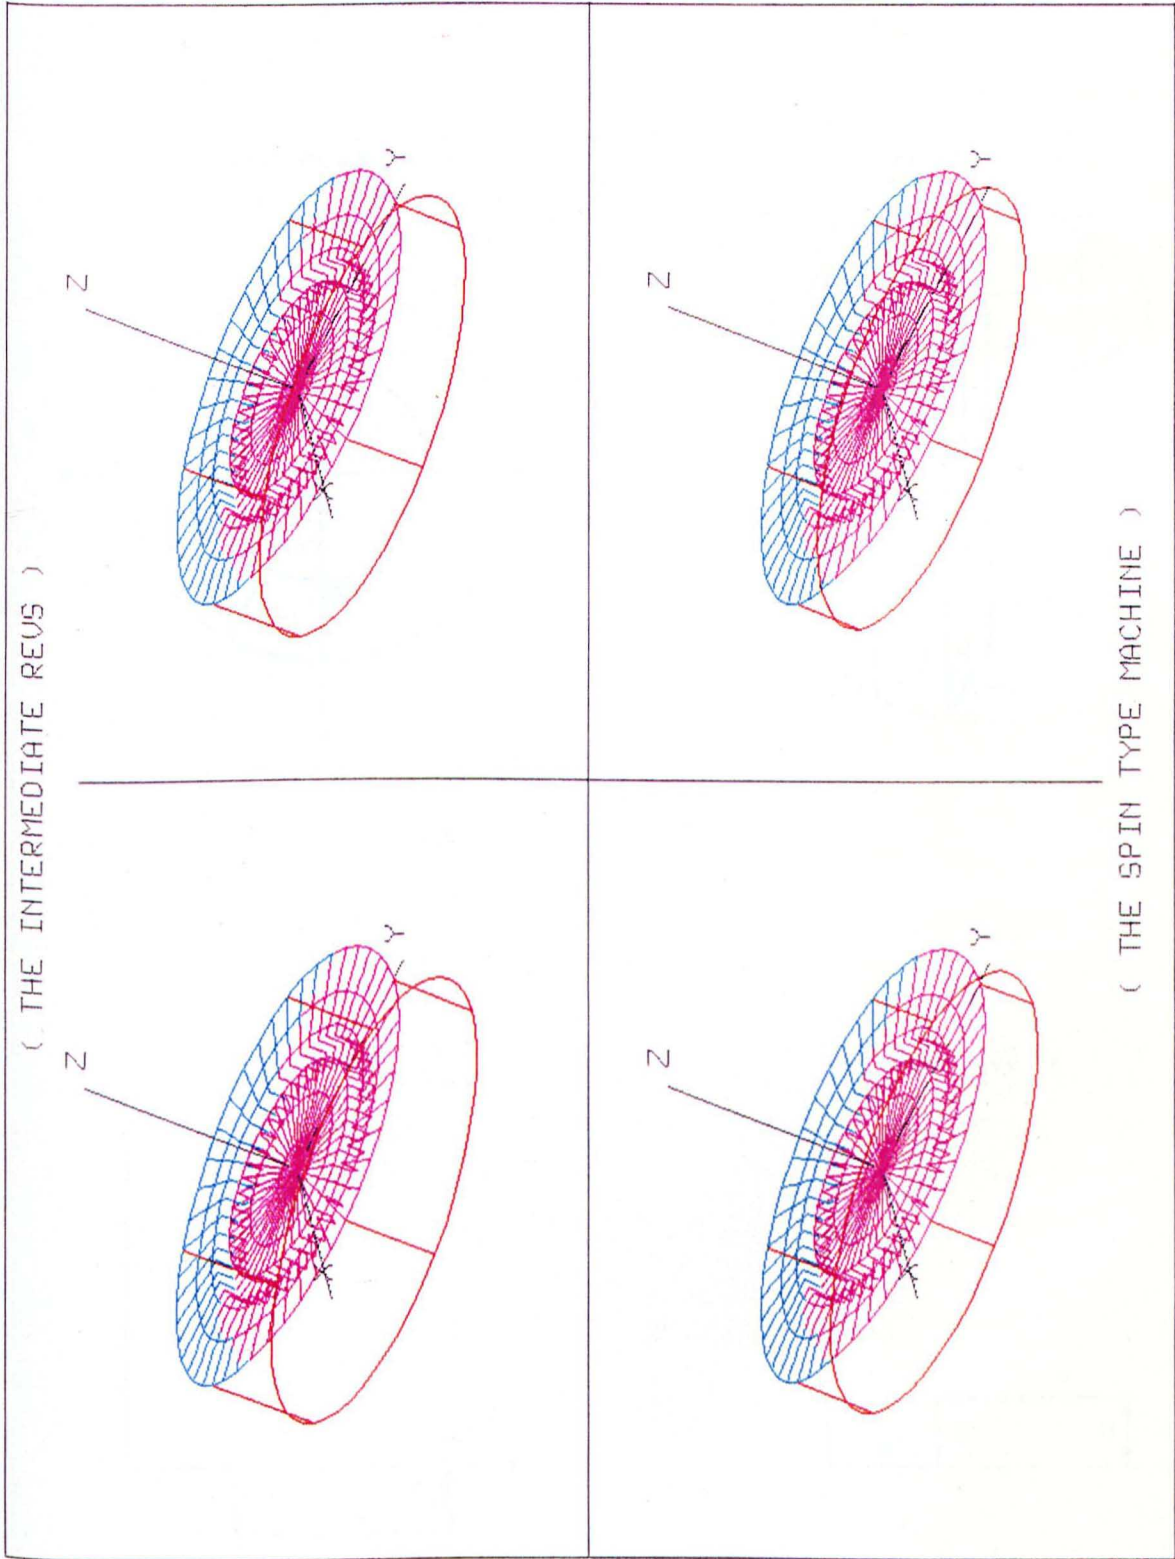 ( THE INTERMEDIATE REVS )
Z
Y
X
Z
Y
X
Z
Y
X
Z
Y
X
( THE SPIN TYPE MACHINE )